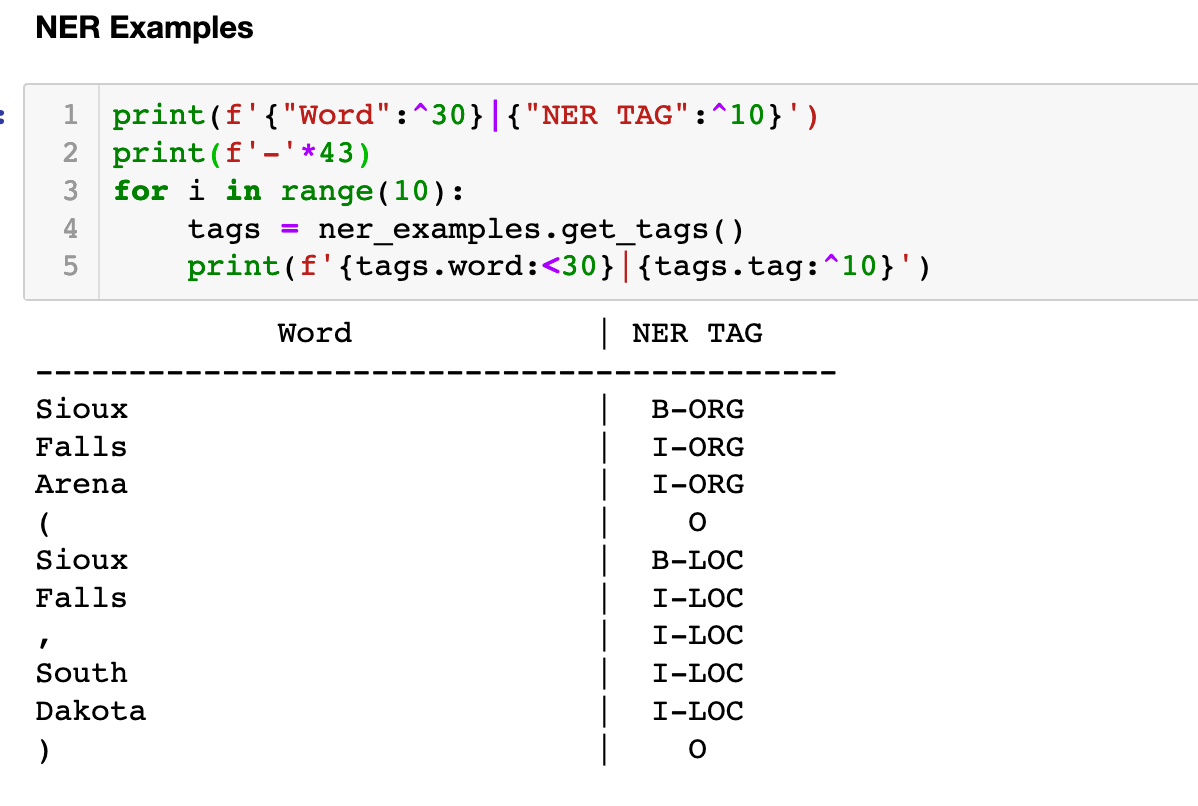 NER Examples
: 1 print(f'{"Word":^30}|{"NER TAG":^10}')
2 print(f'-'*43)
3 for i in range(10):
4     tags = ner_examples.get_tags()
5     print(f'{tags.word:<30}|{tags.tag:^10}')
             Word             | NER TAG
-------------------------------------------
Sioux                         |  B-ORG
Falls                         |  I-ORG
Arena                         |  I-ORG
(                             |    O
Sioux                         |  B-LOC
Falls                         |  I-LOC
,                             |  I-LOC
South                         |  I-LOC
Dakota                        |  I-LOC
)                             |    O